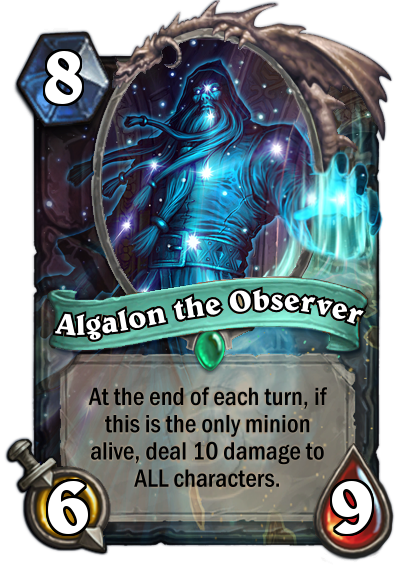 8
Algalon the Observer
At the end of each turn, if
this is the only minion
alive, deal 10 damage to
ALL characters.
6
9